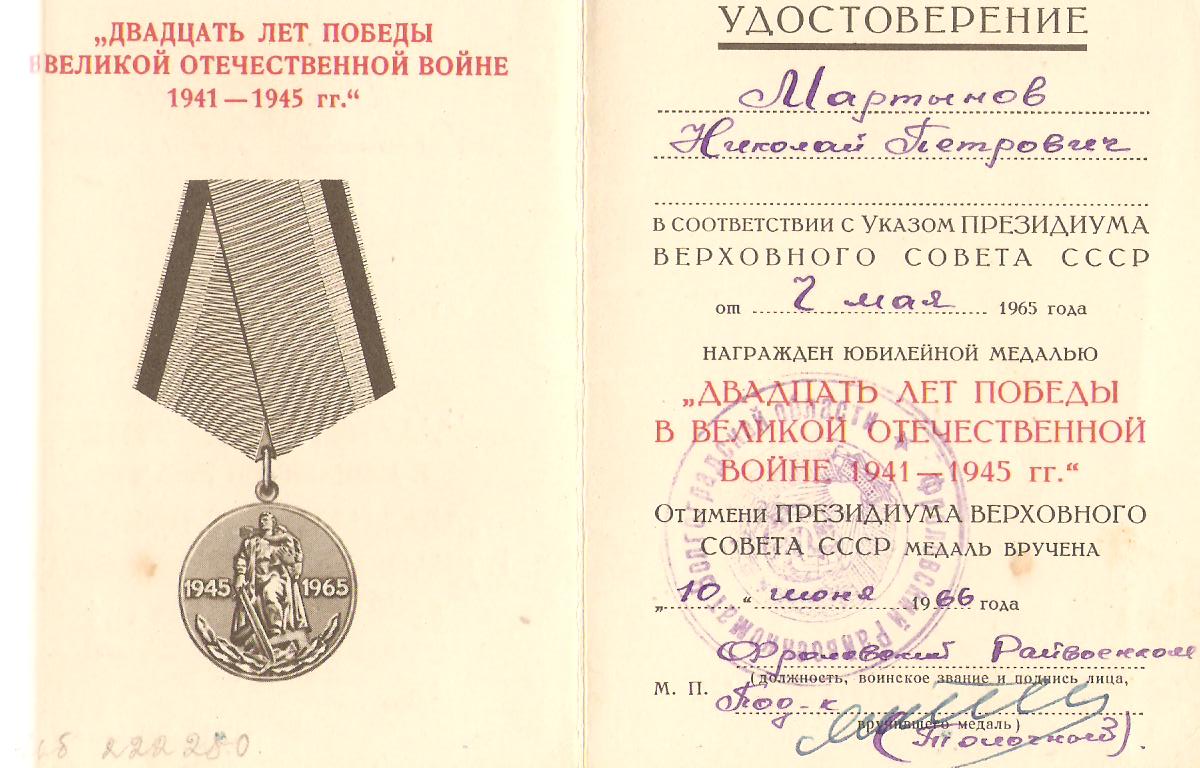 „ДВАДЦАТЬ ЛЕТ ПОБЕДЫ
В ВЕЛИКОЙ ОТЕЧЕСТВЕННОЙ ВОЙНЕ
1941—1945 гг.“
1945 1965
УДОСТОВЕРЕНИЕ
Мартынов
Николай Петрович
В СООТВЕТСТВИИ С УКАЗОМ ПРЕЗИДИУМА
ВЕРХОВНОГО СОВЕТА СССР
от 7 мая 1965 года
НАГРАЖДЕН ЮБИЛЕЙНОЙ МЕДАЛЬЮ
„ДВАДЦАТЬ ЛЕТ ПОБЕДЫ
В ВЕЛИКОЙ ОТЕЧЕСТВЕННОЙ
ВОЙНЕ 1941—1945 гг.“
ОТ ИМЕНИ ПРЕЗИДИУМА ВЕРХОВНОГО
СОВЕТА СССР МЕДАЛЬ ВРУЧЕНА
„10“ июня 1966 года
Фроловский Райвоенком
(должность, воинское звание и подпись лица,
М. П. Под-к
вручившего медаль)
(Толочный).